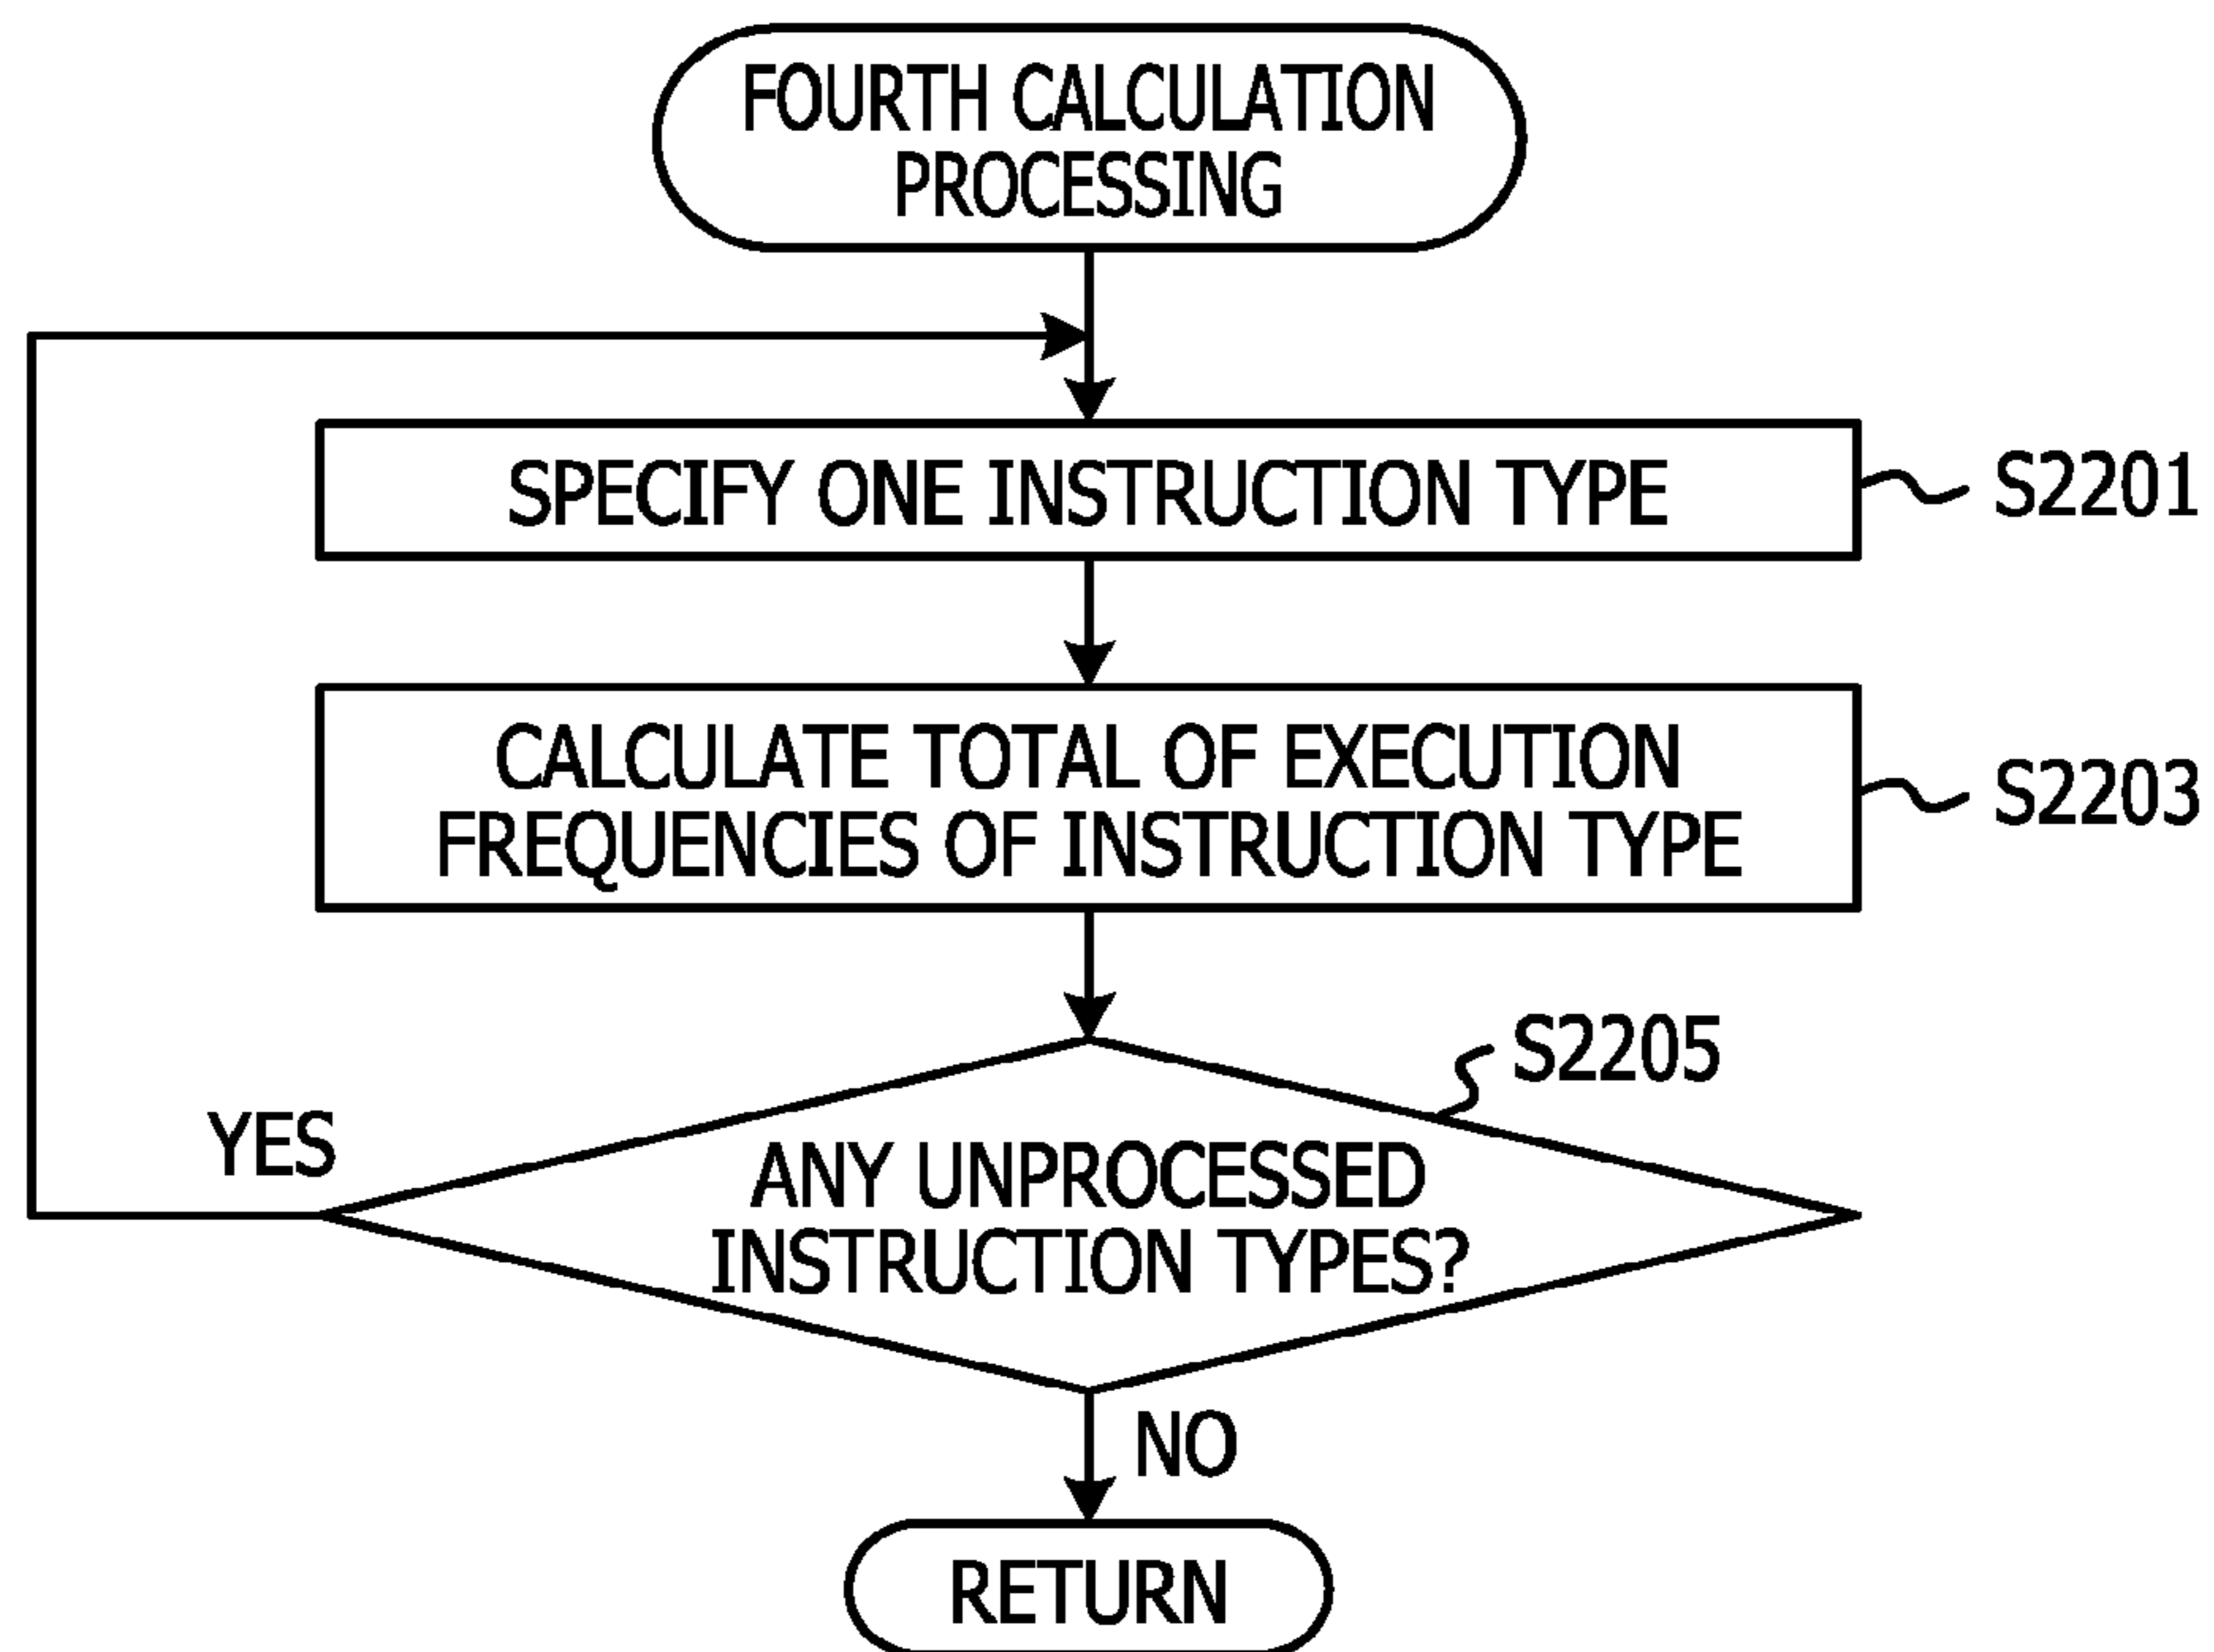 FOURTH CALCULATION
PROCESSING
SPECIFY ONE INSTRUCTION TYPE
S2201
CALCULATE TOTAL OF EXECUTION
FREQUENCIES OF INSTRUCTION TYPE
S2203
S2205
YES
ANY UNPROCESSED
INSTRUCTION TYPES?
NO
RETURN